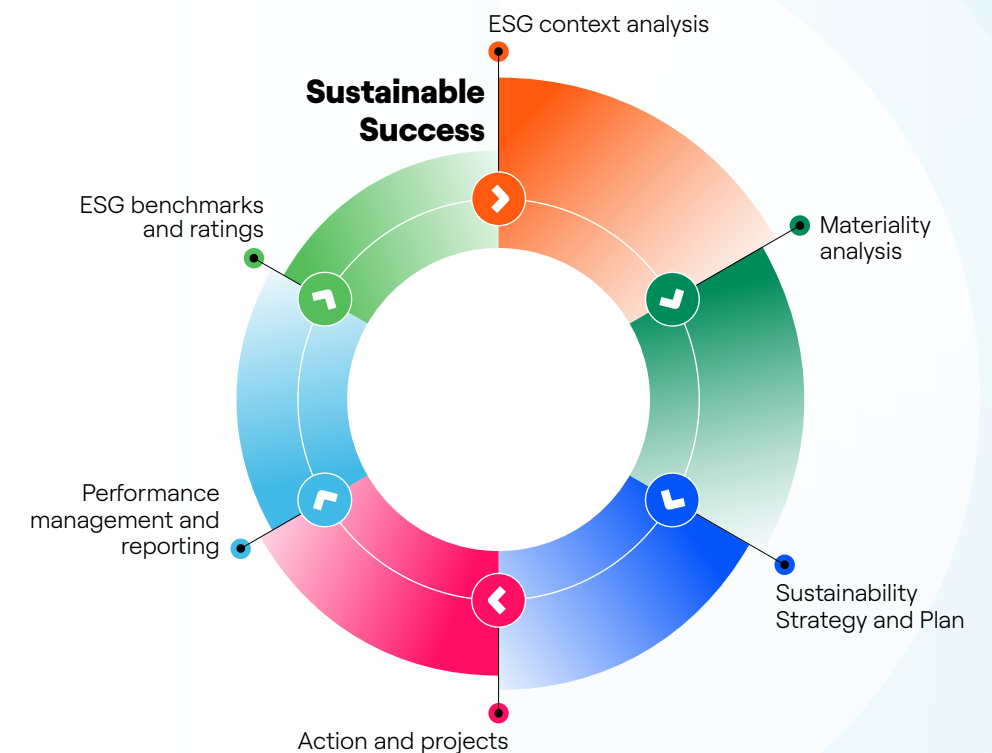 ESG context analysis
Sustainable
Success
Materiality
analysis
Sustainability
Strategy and Plan
Action and projects
Performance
management and
reporting
ESG benchmarks
and ratings